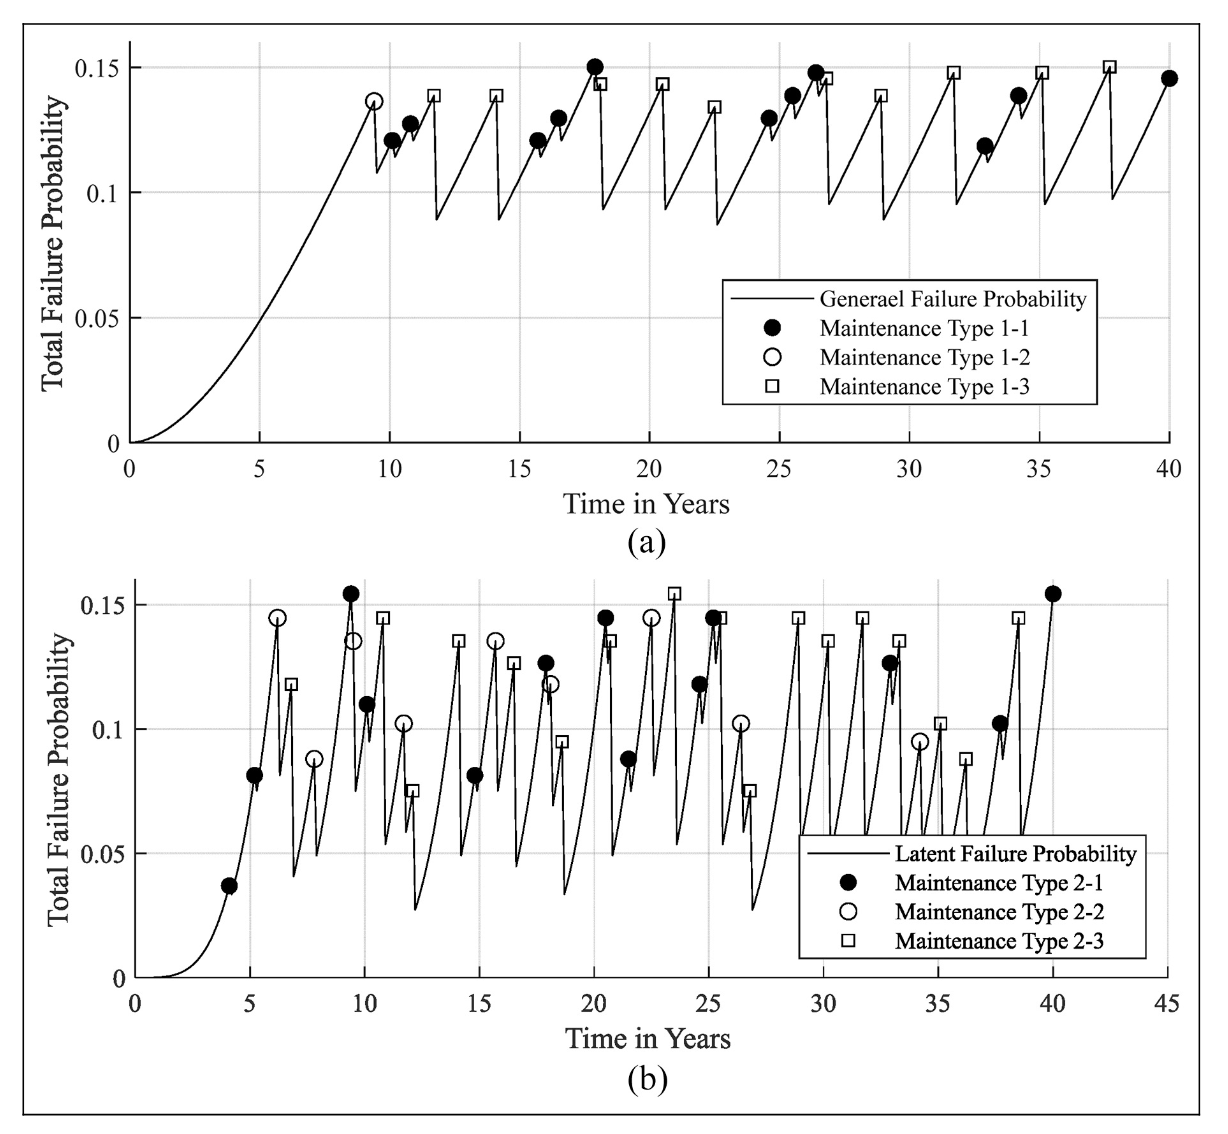 Total Failure Probability
0.15
0.1
0.05
0
0 5 10 15 20 25 30 35 40
Time in Years
Generael Failure Probability
Maintenance Type 1-1
Maintenance Type 1-2
Maintenance Type 1-3
(a)
Total Failure Probability
0.15
0.1
0.05
0
0 5 10 15 20 25 30 35 40 45
Time in Years
Latent Failure Probability
Maintenance Type 2-1
Maintenance Type 2-2
Maintenance Type 2-3
(b)